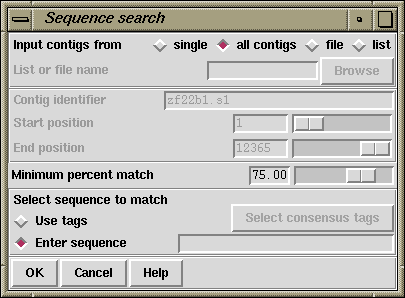 Sequence search
Input contigs from single all contigs file list
List or file name Browse
Contig identifier zf22b1.s1
Start position 1
End position 12365
Minimum percent match 75.00
Select sequence to match
Use tags Select consensus tags
Enter sequence
OK Cancel Help